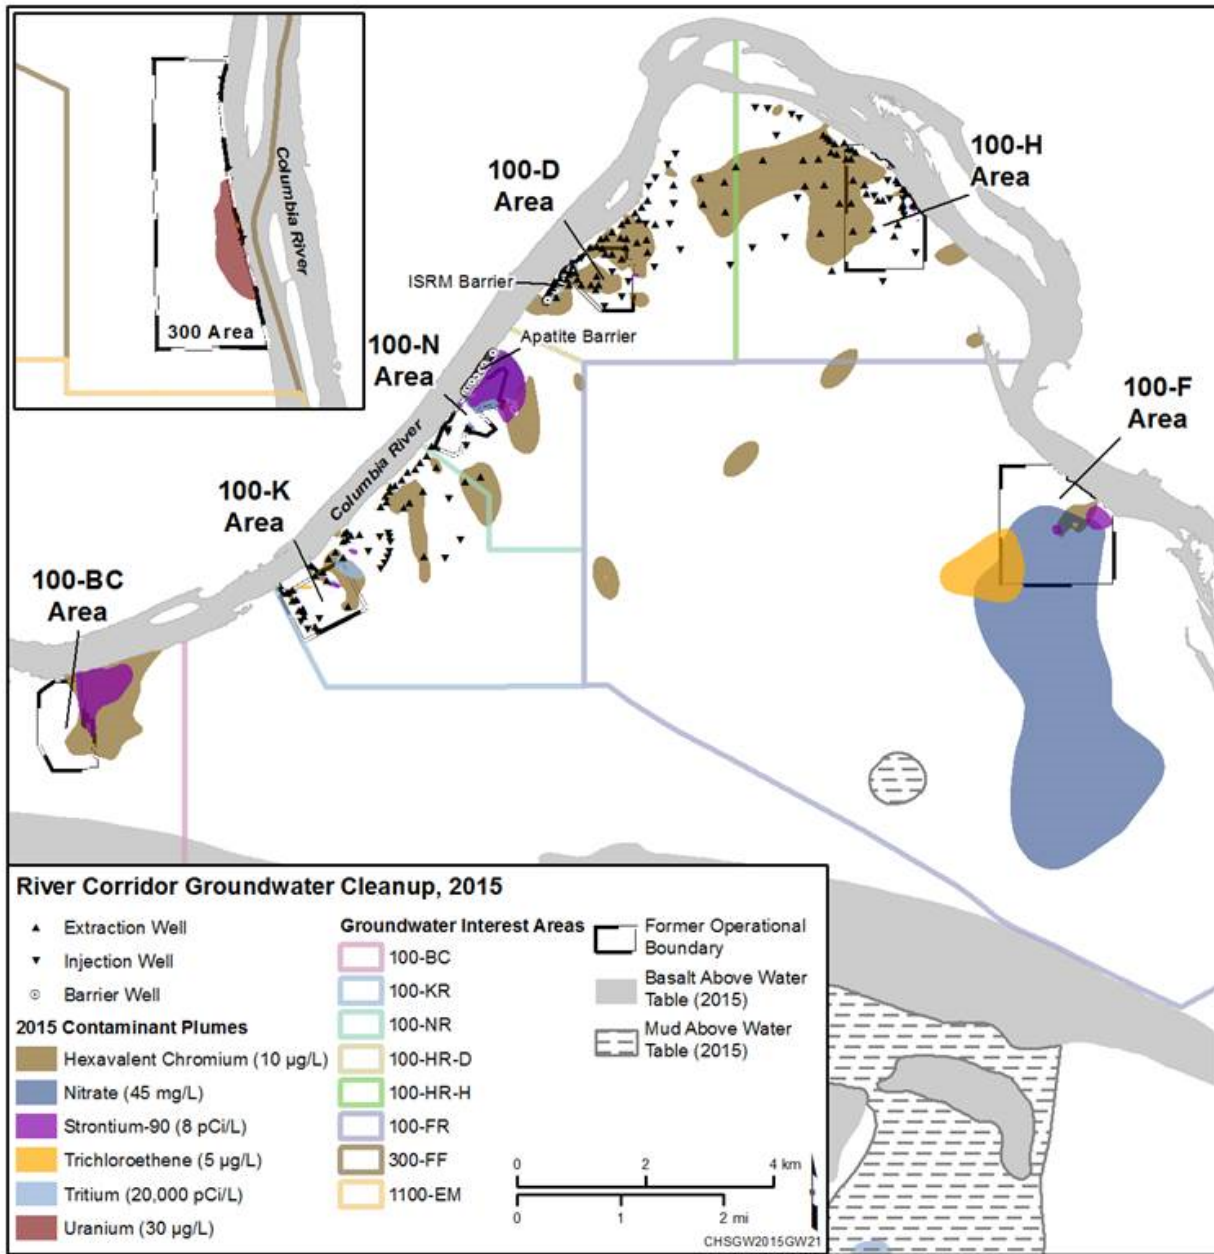 Columbia River
300 Area
100-D
Area
100-H
Area
ISRM Barrier
100-N
Area
Apatite Barrier
100-F
Area
Columbia River
100-K
Area
100-BC
Area
River Corridor Groundwater Cleanup, 2015
Extraction Well
Injection Well
Barrier Well
2015 Contaminant Plumes
Hexavalent Chromium (10 µg/L)
Nitrate (45 mg/L)
Strontium-90 (8 pCi/L)
Trichloroethene (5 µg/L)
Tritium (20,000 pCi/L)
Uranium (30 µg/L)
Groundwater Interest Areas
100-BC
100-KR
100-NR
100-HR-D
100-HR-H
100-FR
300-FF
1100-EM
Former Operational
Boundary
Basalt Above Water
Table (2015)
Mud Above Water
Table (2015)
0 2 4 km
0 1 2 mi
CHSGW2015GW21